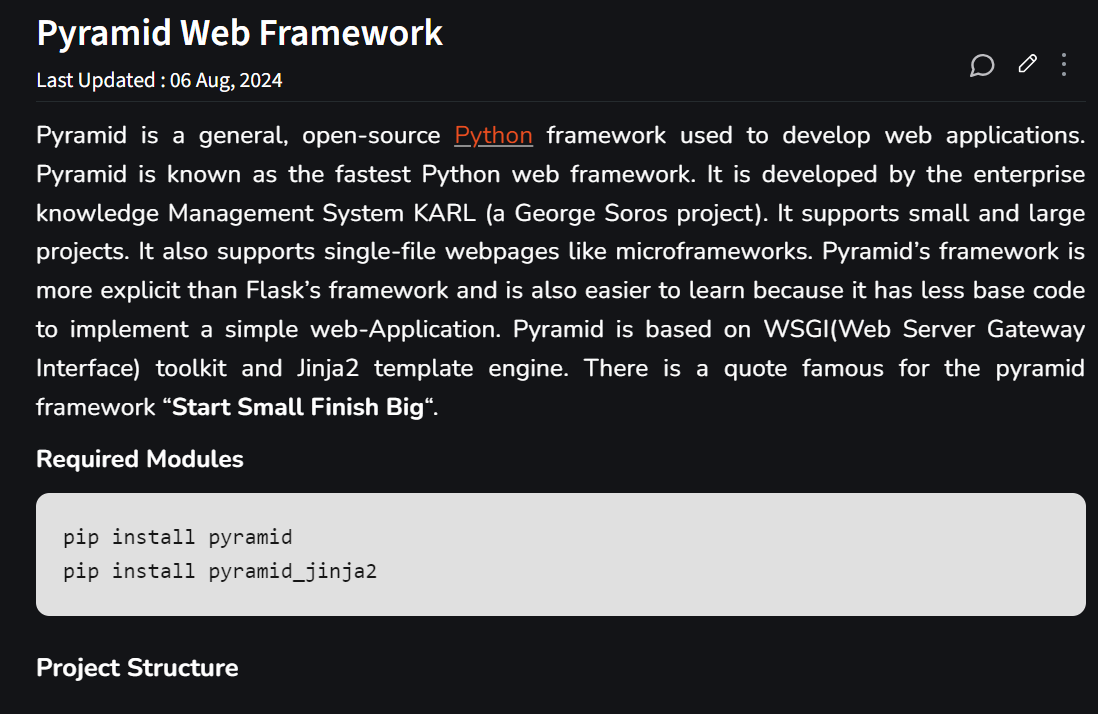 Pyramid Web Framework
Last Updated : 06 Aug, 2024
Pyramid is a general, open-source Python framework used to develop web applications.
Pyramid is known as the fastest Python web framework. It is developed by the enterprise
knowledge Management System KARL (a George Soros project). It supports small and large
projects. It also supports single-file webpages like microframeworks. Pyramid’s framework is
more explicit than Flask’s framework and is also easier to learn because it has less base code
to implement a simple web-Application. Pyramid is based on WSGI(Web Server Gateway
Interface) toolkit and Jinja2 template engine. There is a quote famous for the pyramid
framework “Start Small Finish Big“.
Required Modules
pip install pyramid
pip install pyramid_jinja2
Project Structure